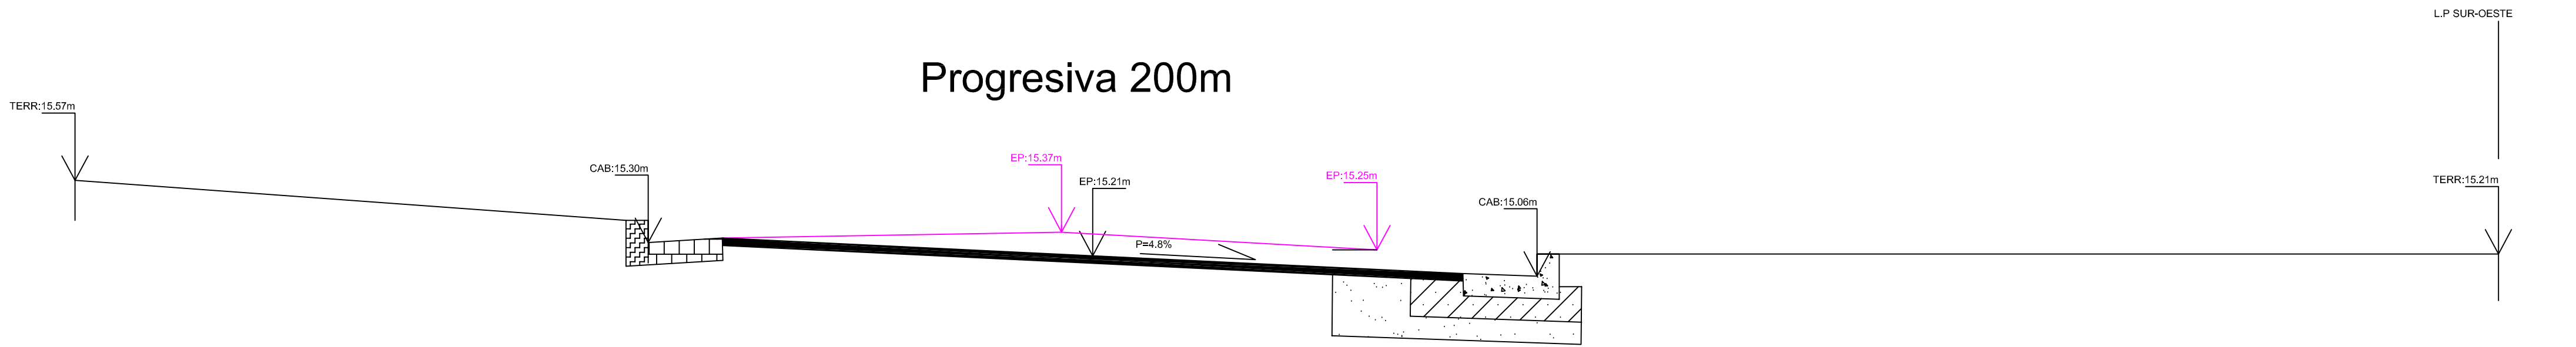 L.P SUR-OESTE
Progresiva 200m
TERR:15.57m
CAB:15.30m
EP:15.37m
EP:15.21m
EP:15.25m
TERR:15.21m
CAB:15.06m
P=4.8%